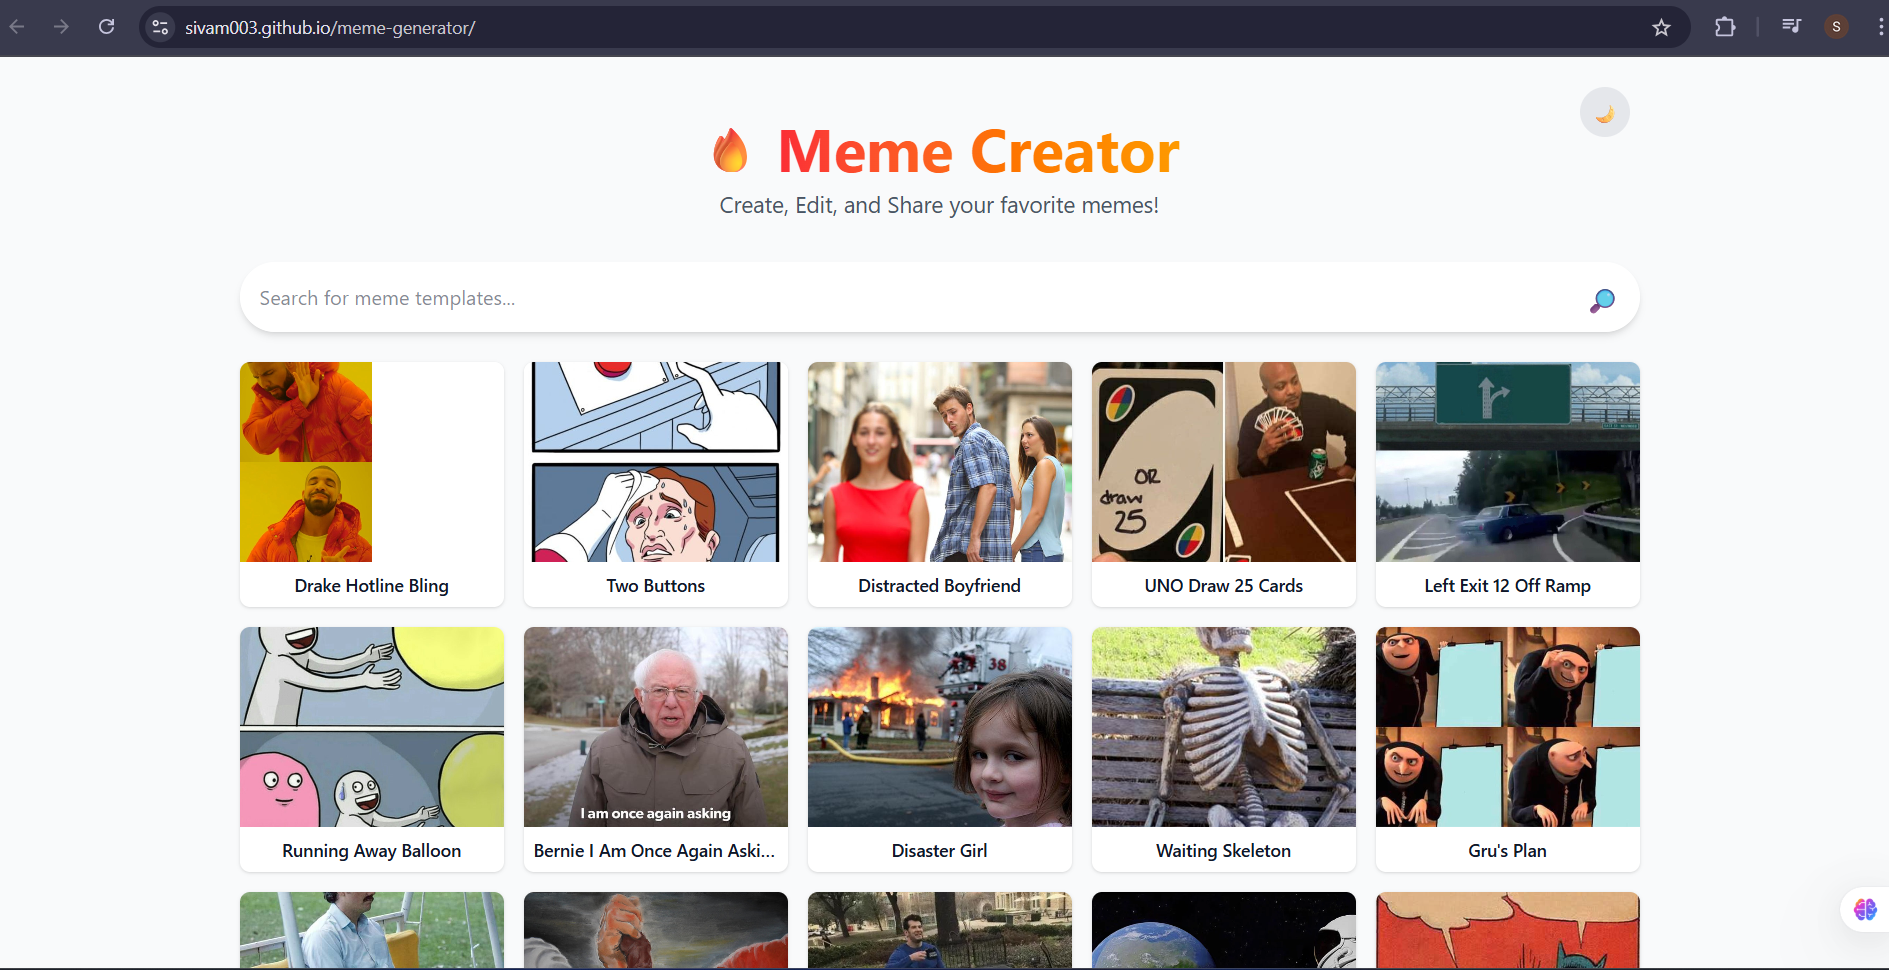 sivam003.github.io/meme-generator/
S
🔥 Meme Creator
Create, Edit, and Share your favorite memes!
Search for meme templates...
OR
draw
25
38
I am once again asking
Drake Hotline Bling
Two Buttons
Distracted Boyfriend
UNO Draw 25 Cards
Left Exit 12 Off Ramp
Running Away Balloon
Bernie I Am Once Again Aski...
Disaster Girl
Waiting Skeleton
Gru's Plan